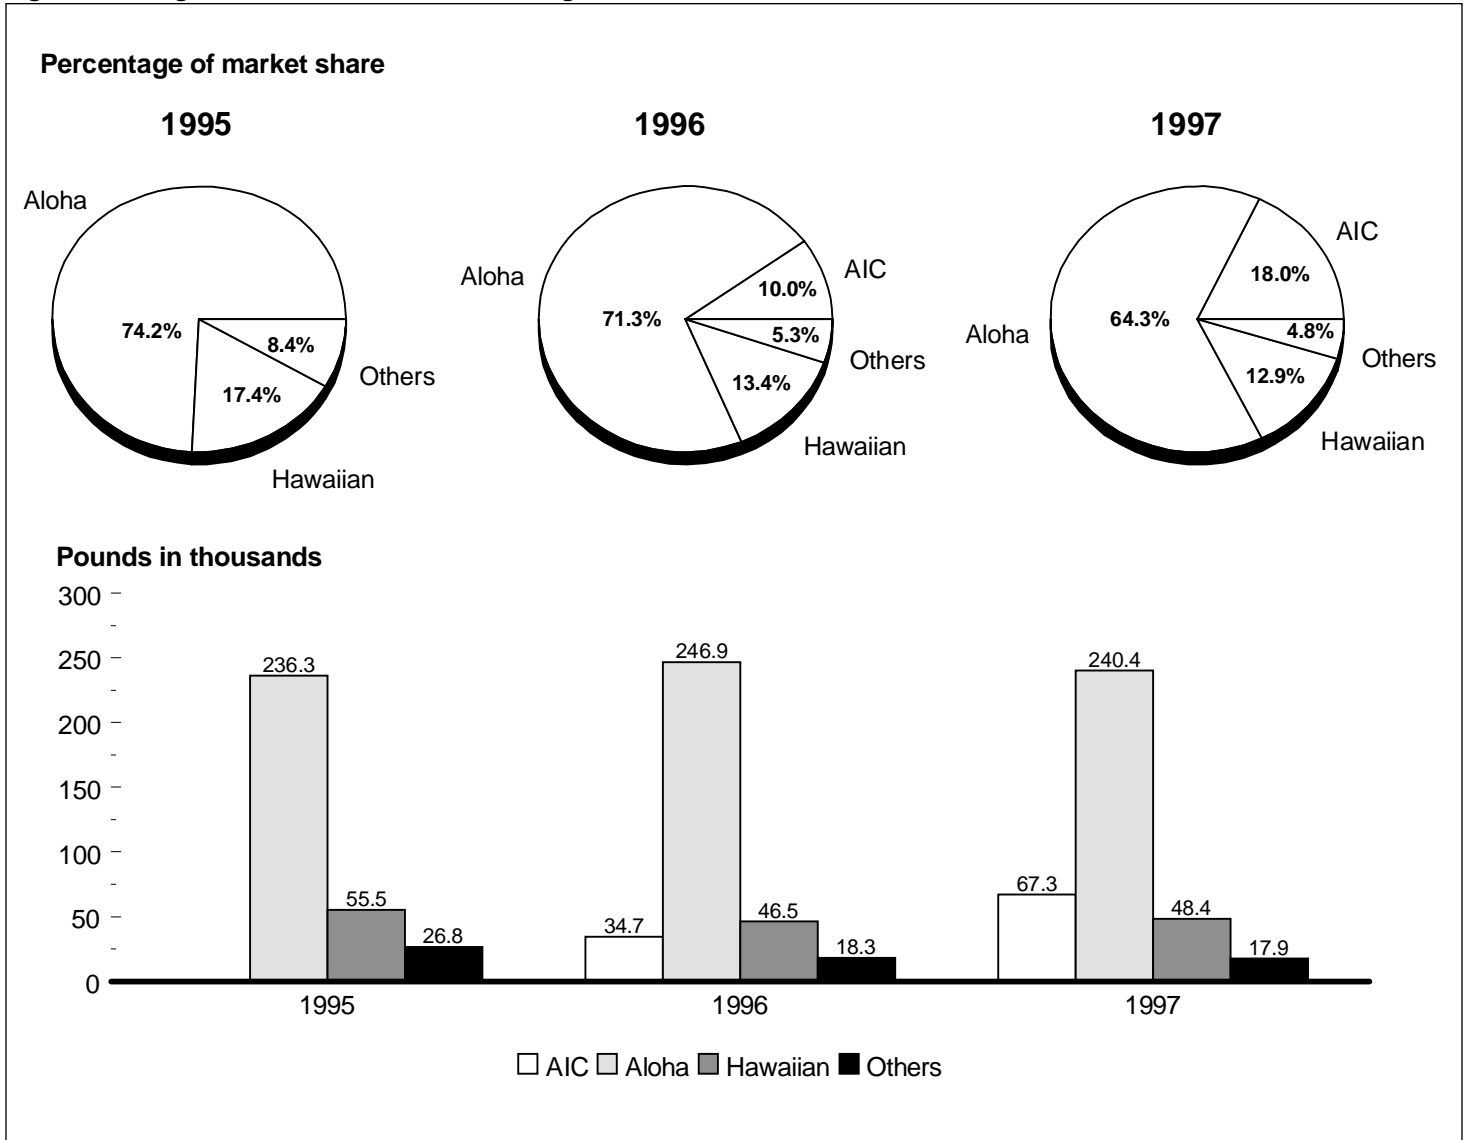 Percentage of market share
1995 1996 1997
Aloha
74.2%
8.4%
Others
17.4%
Hawaiian
Aloha
71.3%
AIC
10.0%
5.3%
Others
13.4%
Hawaiian
Aloha
64.3%
AIC
18.0%
4.8%
Others
12.9%
Hawaiian
Pounds in thousands
300
250
200
150
100
50
0
236.3
55.5
26.8
34.7
246.9
46.5
18.3
67.3
240.4
48.4
17.9
1995 1996 1997
AIC Aloha Hawaiian Others